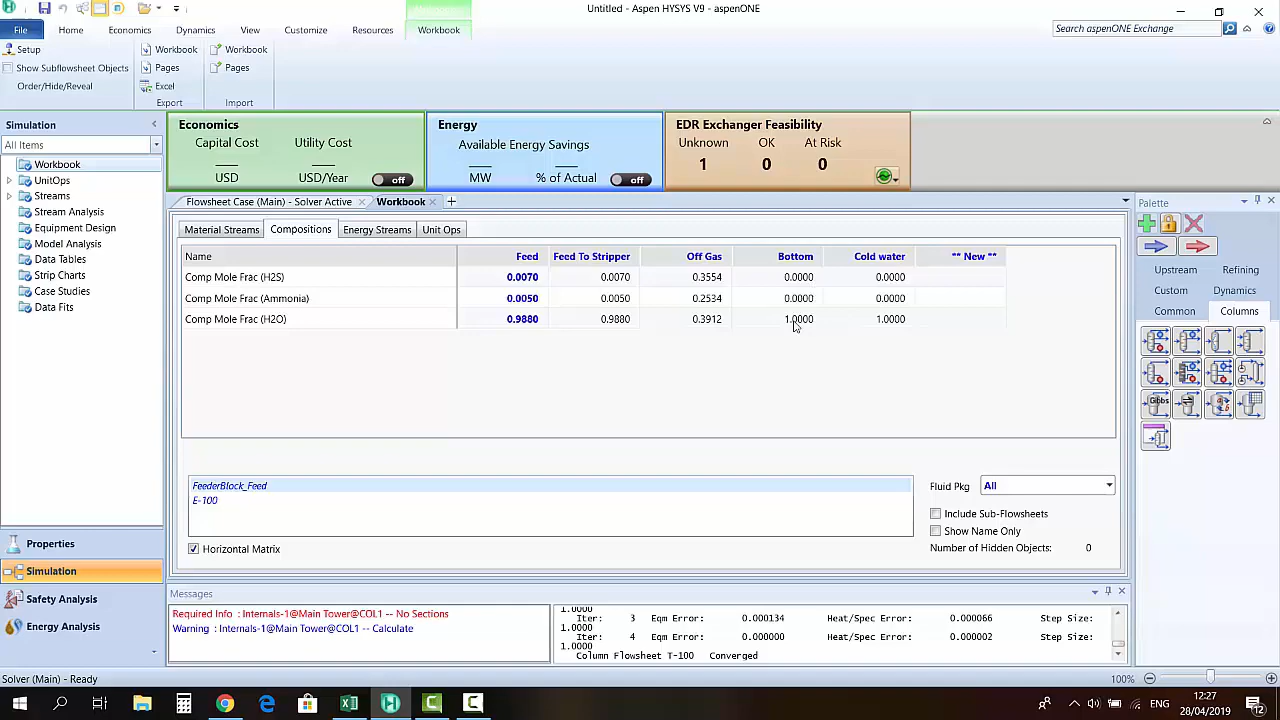 Untitled - Aspen HYSYS V9 - aspenONE
File Home Economics Dynamics View Customize Resources Workbook
Search aspenONE Exchange
Setup
Show Subflowsheet Objects
Order/Hide/Reveal
Workbook
Pages
Excel
Export
Workbook
Pages
Import
Simulation
All Items
Workbook
UnitOps
Streams
Stream Analysis
Equipment Design
Model Analysis
Data Tables
Strip Charts
Case Studies
Data Fits
Properties
Simulation
Safety Analysis
Energy Analysis
Economics
Capital Cost Utility Cost
USD USD/Year off
Energy
Available Energy Savings
MW % of Actual off
EDR Exchanger Feasibility
Unknown OK At Risk
1 0 0
Flowsheet Case (Main) - Solver Active Workbook
Material Streams Compositions Energy Streams Unit Ops
Name Feed Feed To Stripper Off Gas Bottom Cold water ** New **
Comp Mole Frac (H2S) 0.0070 0.0070 0.3554 0.0000 0.0000
Comp Mole Frac (Ammonia) 0.0050 0.0050 0.2534 0.0000 0.0000
Comp Mole Frac (H2O) 0.9880 0.9880 0.3912 1.0000 1.0000
FeederBlock_Feed
E-100
Horizontal Matrix
Fluid Pkg All
Include Sub-Flowsheets
Show Name Only
Number of Hidden Objects: 0
Palette
Upstream Refining
Custom Dynamics
Common Columns
Gibbs
Messages
Required Info : Internals-1@Main Tower@COL1 -- No Sections
Warning : Internals-1@Main Tower@COL1 -- Calculate
1.0000
Iter: 3 Eqm Error: 0.000134 Heat/Spec Error: 0.000066 Step Size:
1.0000
Iter: 4 Eqm Error: 0.000000 Heat/Spec Error: 0.000002 Step Size:
1.0000
Column Flowsheet T-100 Converged
Solver (Main) - Ready
100%
ENG
12:27
28/04/2019
2